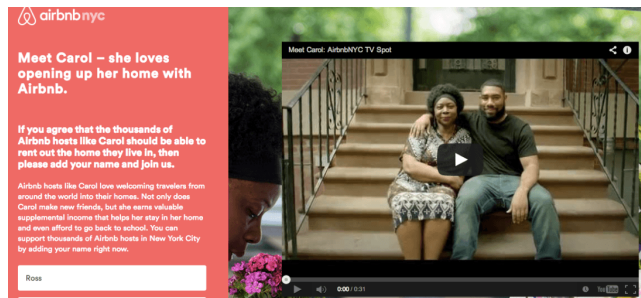 airbnb nyc
Meet Carol – she loves
opening up her home with
Airbnb.
If you agree that the thousands of
Airbnb hosts like Carol should be able to
rent out the home they live in, then
please add your name and join us.
Airbnb hosts like Carol love welcoming travelers from
around the world into their homes. Not only does
Carol make new friends, but she earns valuable
supplemental income that helps her stay in her home
and even afford to go back to school. You can
support thousands of Airbnb hosts in New York City
by adding your name right now.
Ross
Meet Carol: AirbnbNYC TV Spot
0:00 / 0:31
YouTube